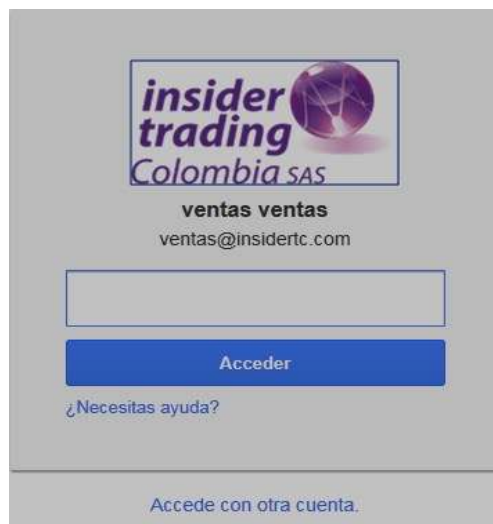 insider
trading
Colombia SAS
ventas ventas
ventas@insidertc.com
Acceder
¿Necesitas ayuda?
Accede con otra cuenta.